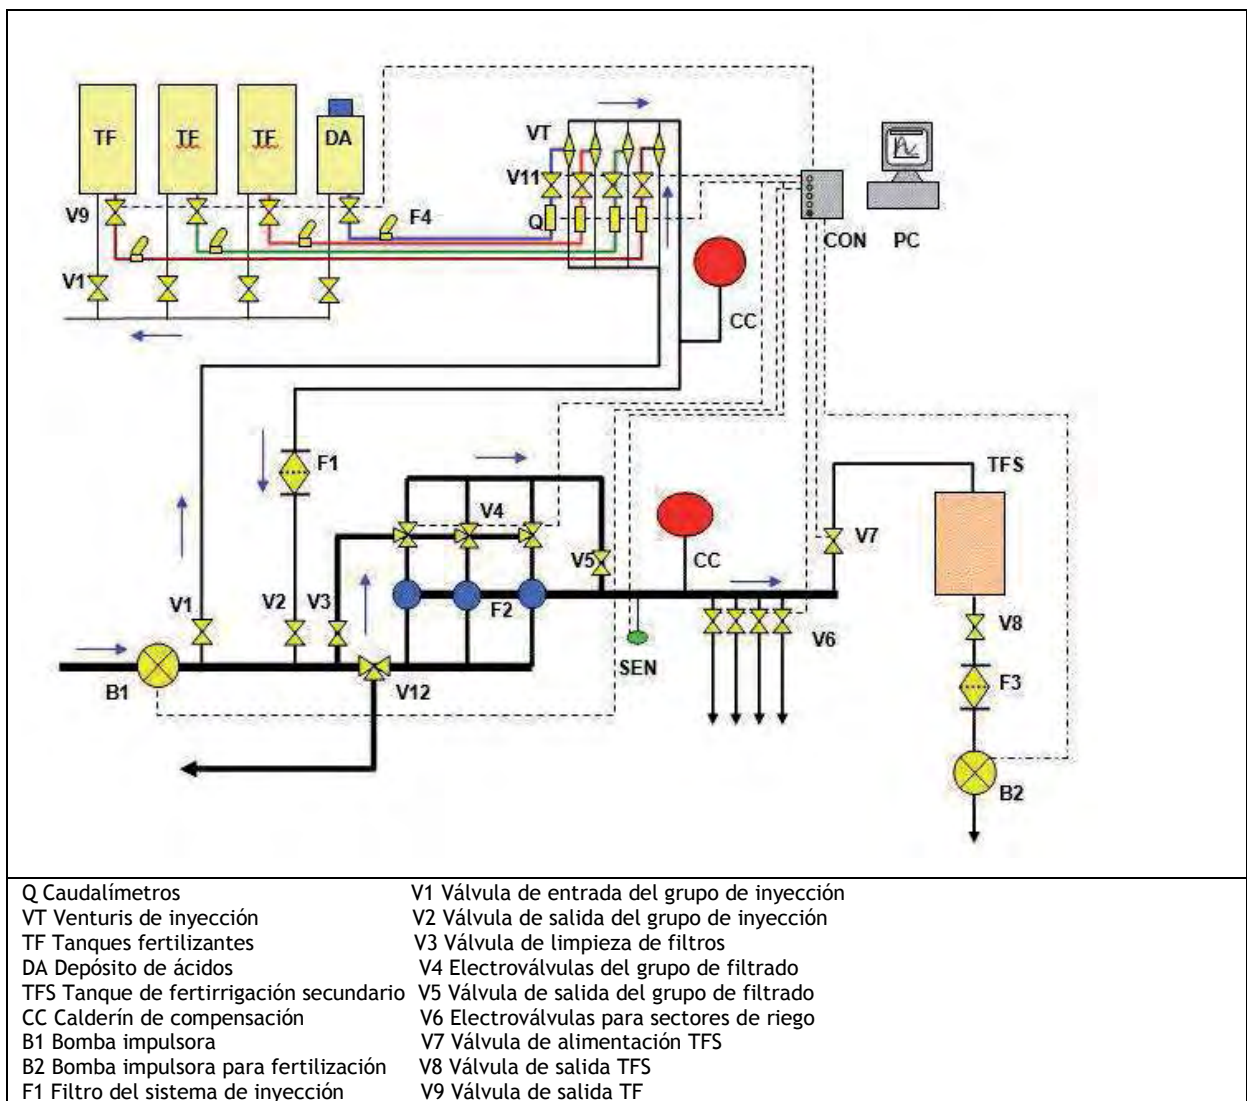 TF TF TF DA
VT
V11
V9
F4
Q
CON PC
V1
CC
F1
TFS
V4
V7
V5
CC
V1 V2 V3
F2
V6
V8
SEN
B1
V12
F3
B2
Q Caudalímetros V1 Válvula de entrada del grupo de inyección
VT Venturis de inyección V2 Válvula de salida del grupo de inyección
TF Tanques fertilizantes V3 Válvula de limpieza de filtros
DA Depósito de ácidos V4 Electroválvulas del grupo de filtrado
TFS Tanque de fertirrigación secundario V5 Válvula de salida del grupo de filtrado
CC Calderín de compensación V6 Electroválvulas para sectores de riego
B1 Bomba impulsora V7 Válvula de alimentación TFS
B2 Bomba impulsora para fertilización V8 Válvula de salida TFS
F1 Filtro del sistema de inyección V9 Válvula de salida TF